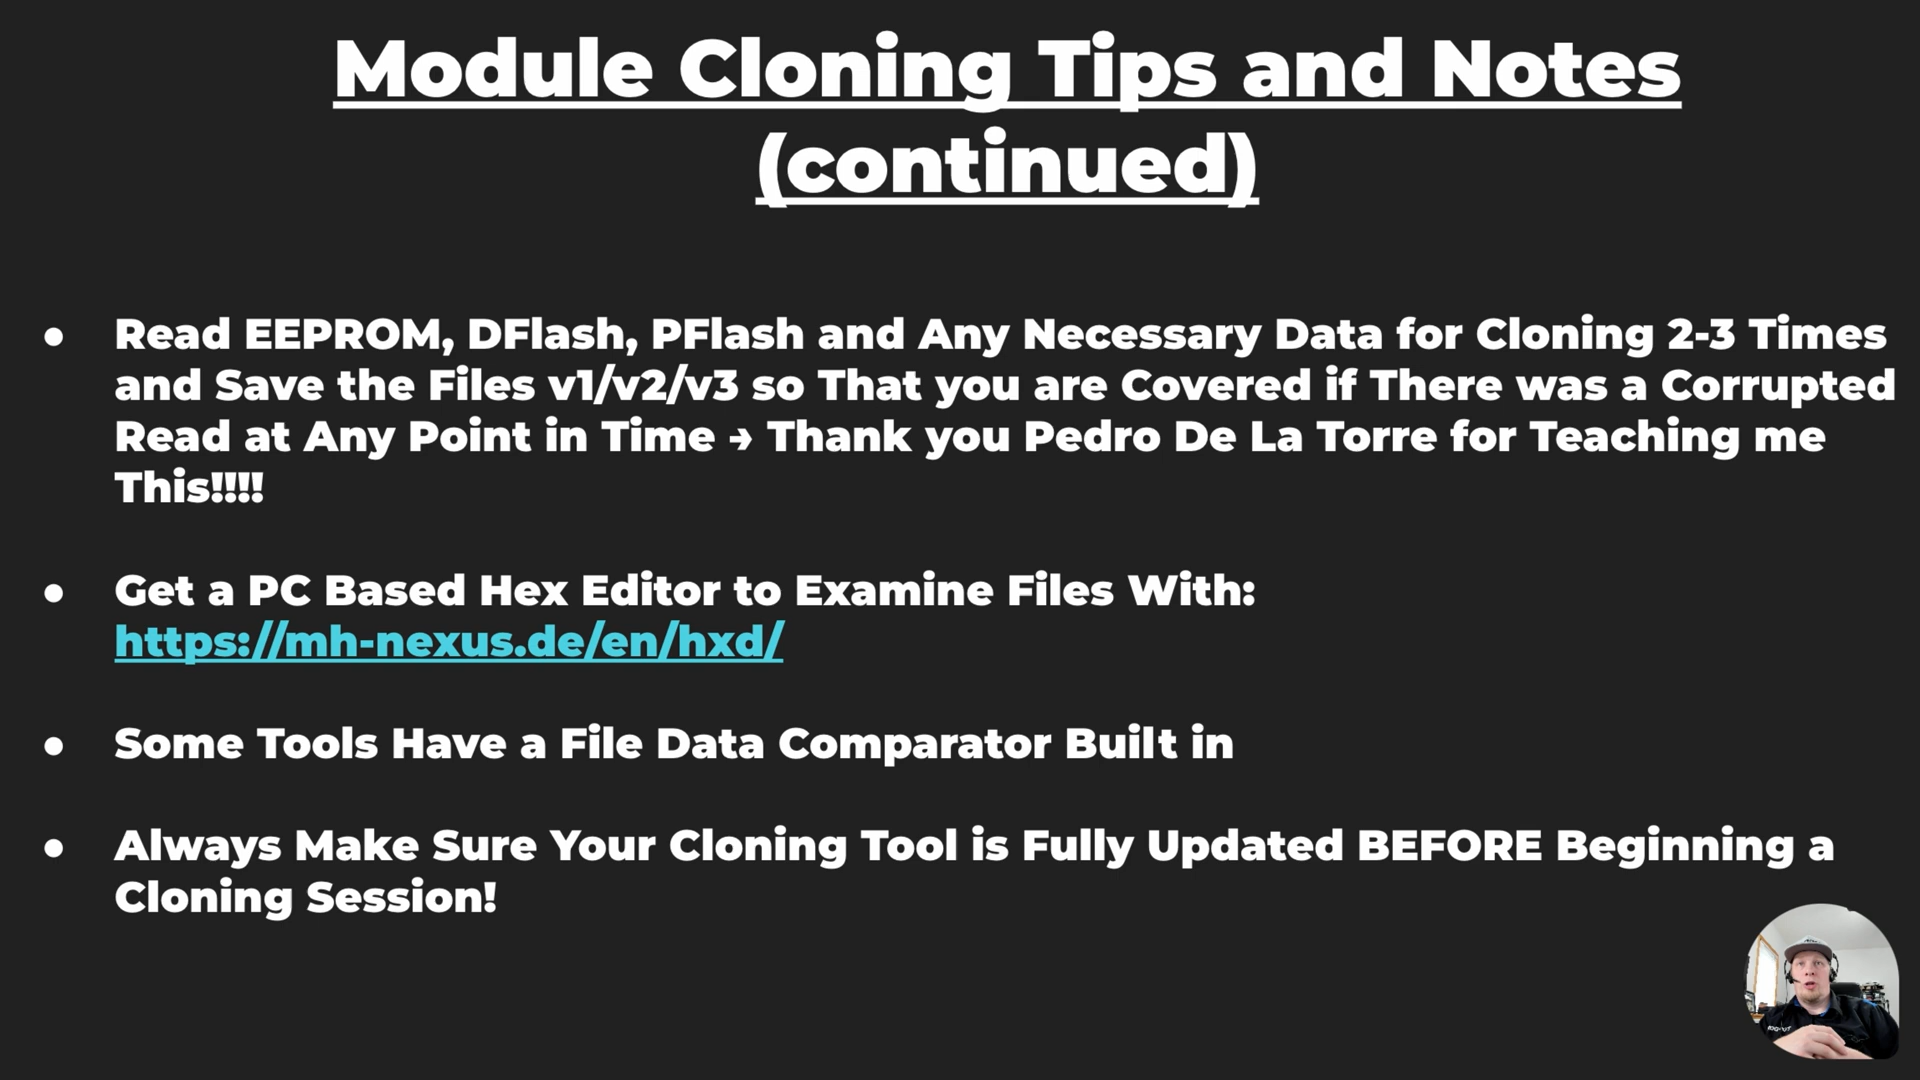 Module Cloning Tips and Notes
(continued)
● Read EEPROM, DFlash, PFlash and Any Necessary Data for Cloning 2-3 Times
and Save the Files v1/v2/v3 so That you are Covered if There was a Corrupted
Read at Any Point in Time → Thank you Pedro De La Torre for Teaching me
This!!!!
● Get a PC Based Hex Editor to Examine Files With:
https://mh-nexus.de/en/hxd/
● Some Tools Have a File Data Comparator Built in
● Always Make Sure Your Cloning Tool is Fully Updated BEFORE Beginning a
Cloning Session!